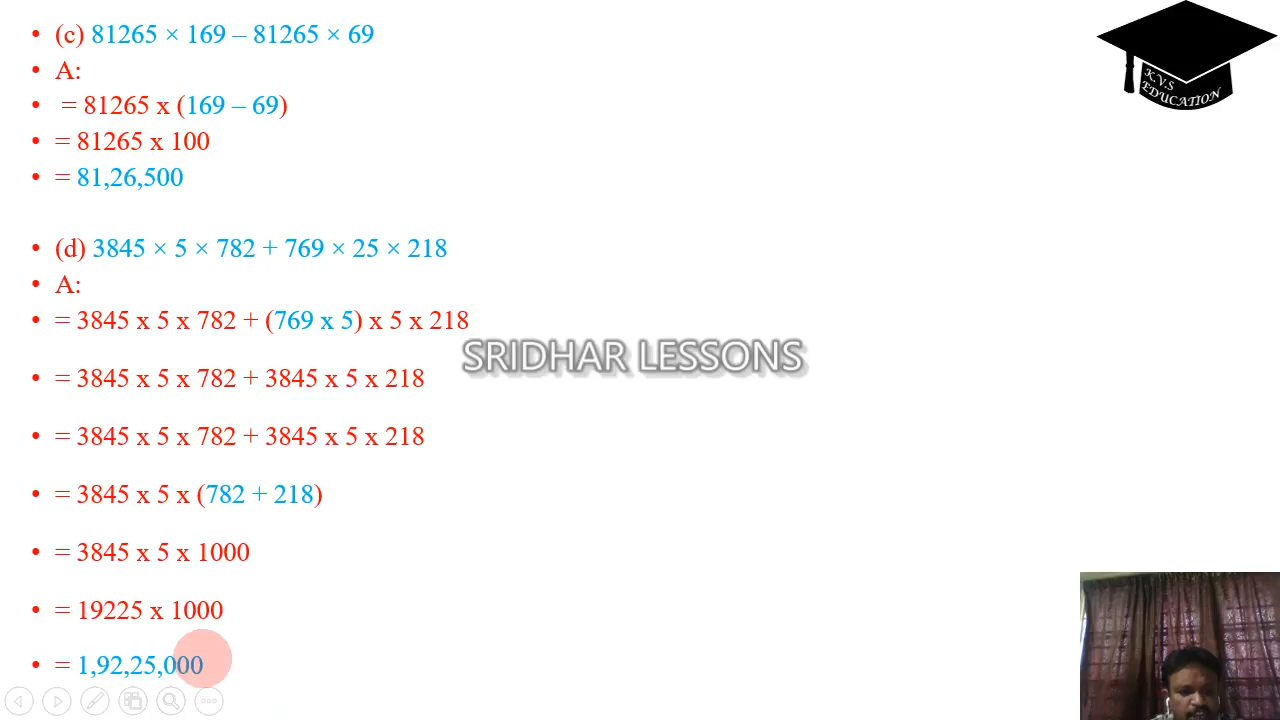 • (c) 81265 × 169 – 81265 × 69
• A:
• = 81265 x (169 – 69)
• = 81265 x 100
• = 81,26,500
• (d) 3845 × 5 × 782 + 769 × 25 × 218
• A:
• = 3845 x 5 x 782 + (769 x 5) x 5 x 218
• = 3845 x 5 x 782 + 3845 x 5 x 218
• = 3845 x 5 x 782 + 3845 x 5 x 218
• = 3845 x 5 x (782 + 218)
• = 3845 x 5 x 1000
• = 19225 x 1000
• = 1,92,25,000
K.V.S
EDUCATION
SRIDHAR LESSONS